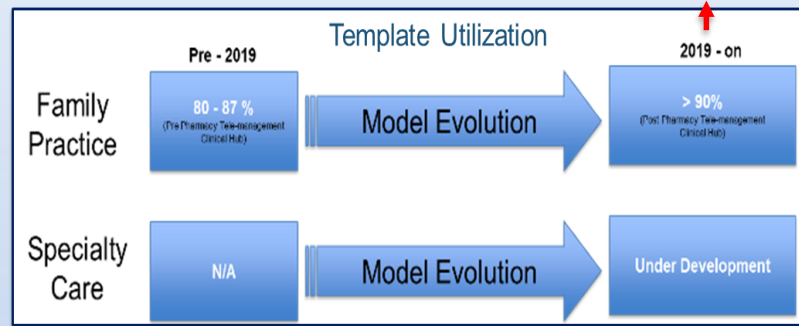 Template Utilization
Pre - 2019
2019 - on
Family
Practice
80 - 87 %
(Pre Pharmacy Tele-management
Clinical Hub)
Model Evolution
> 90%
(Post Pharmacy Tele-management
Clinical Hub)
Specialty
Care
N/A
Model Evolution
Under Development